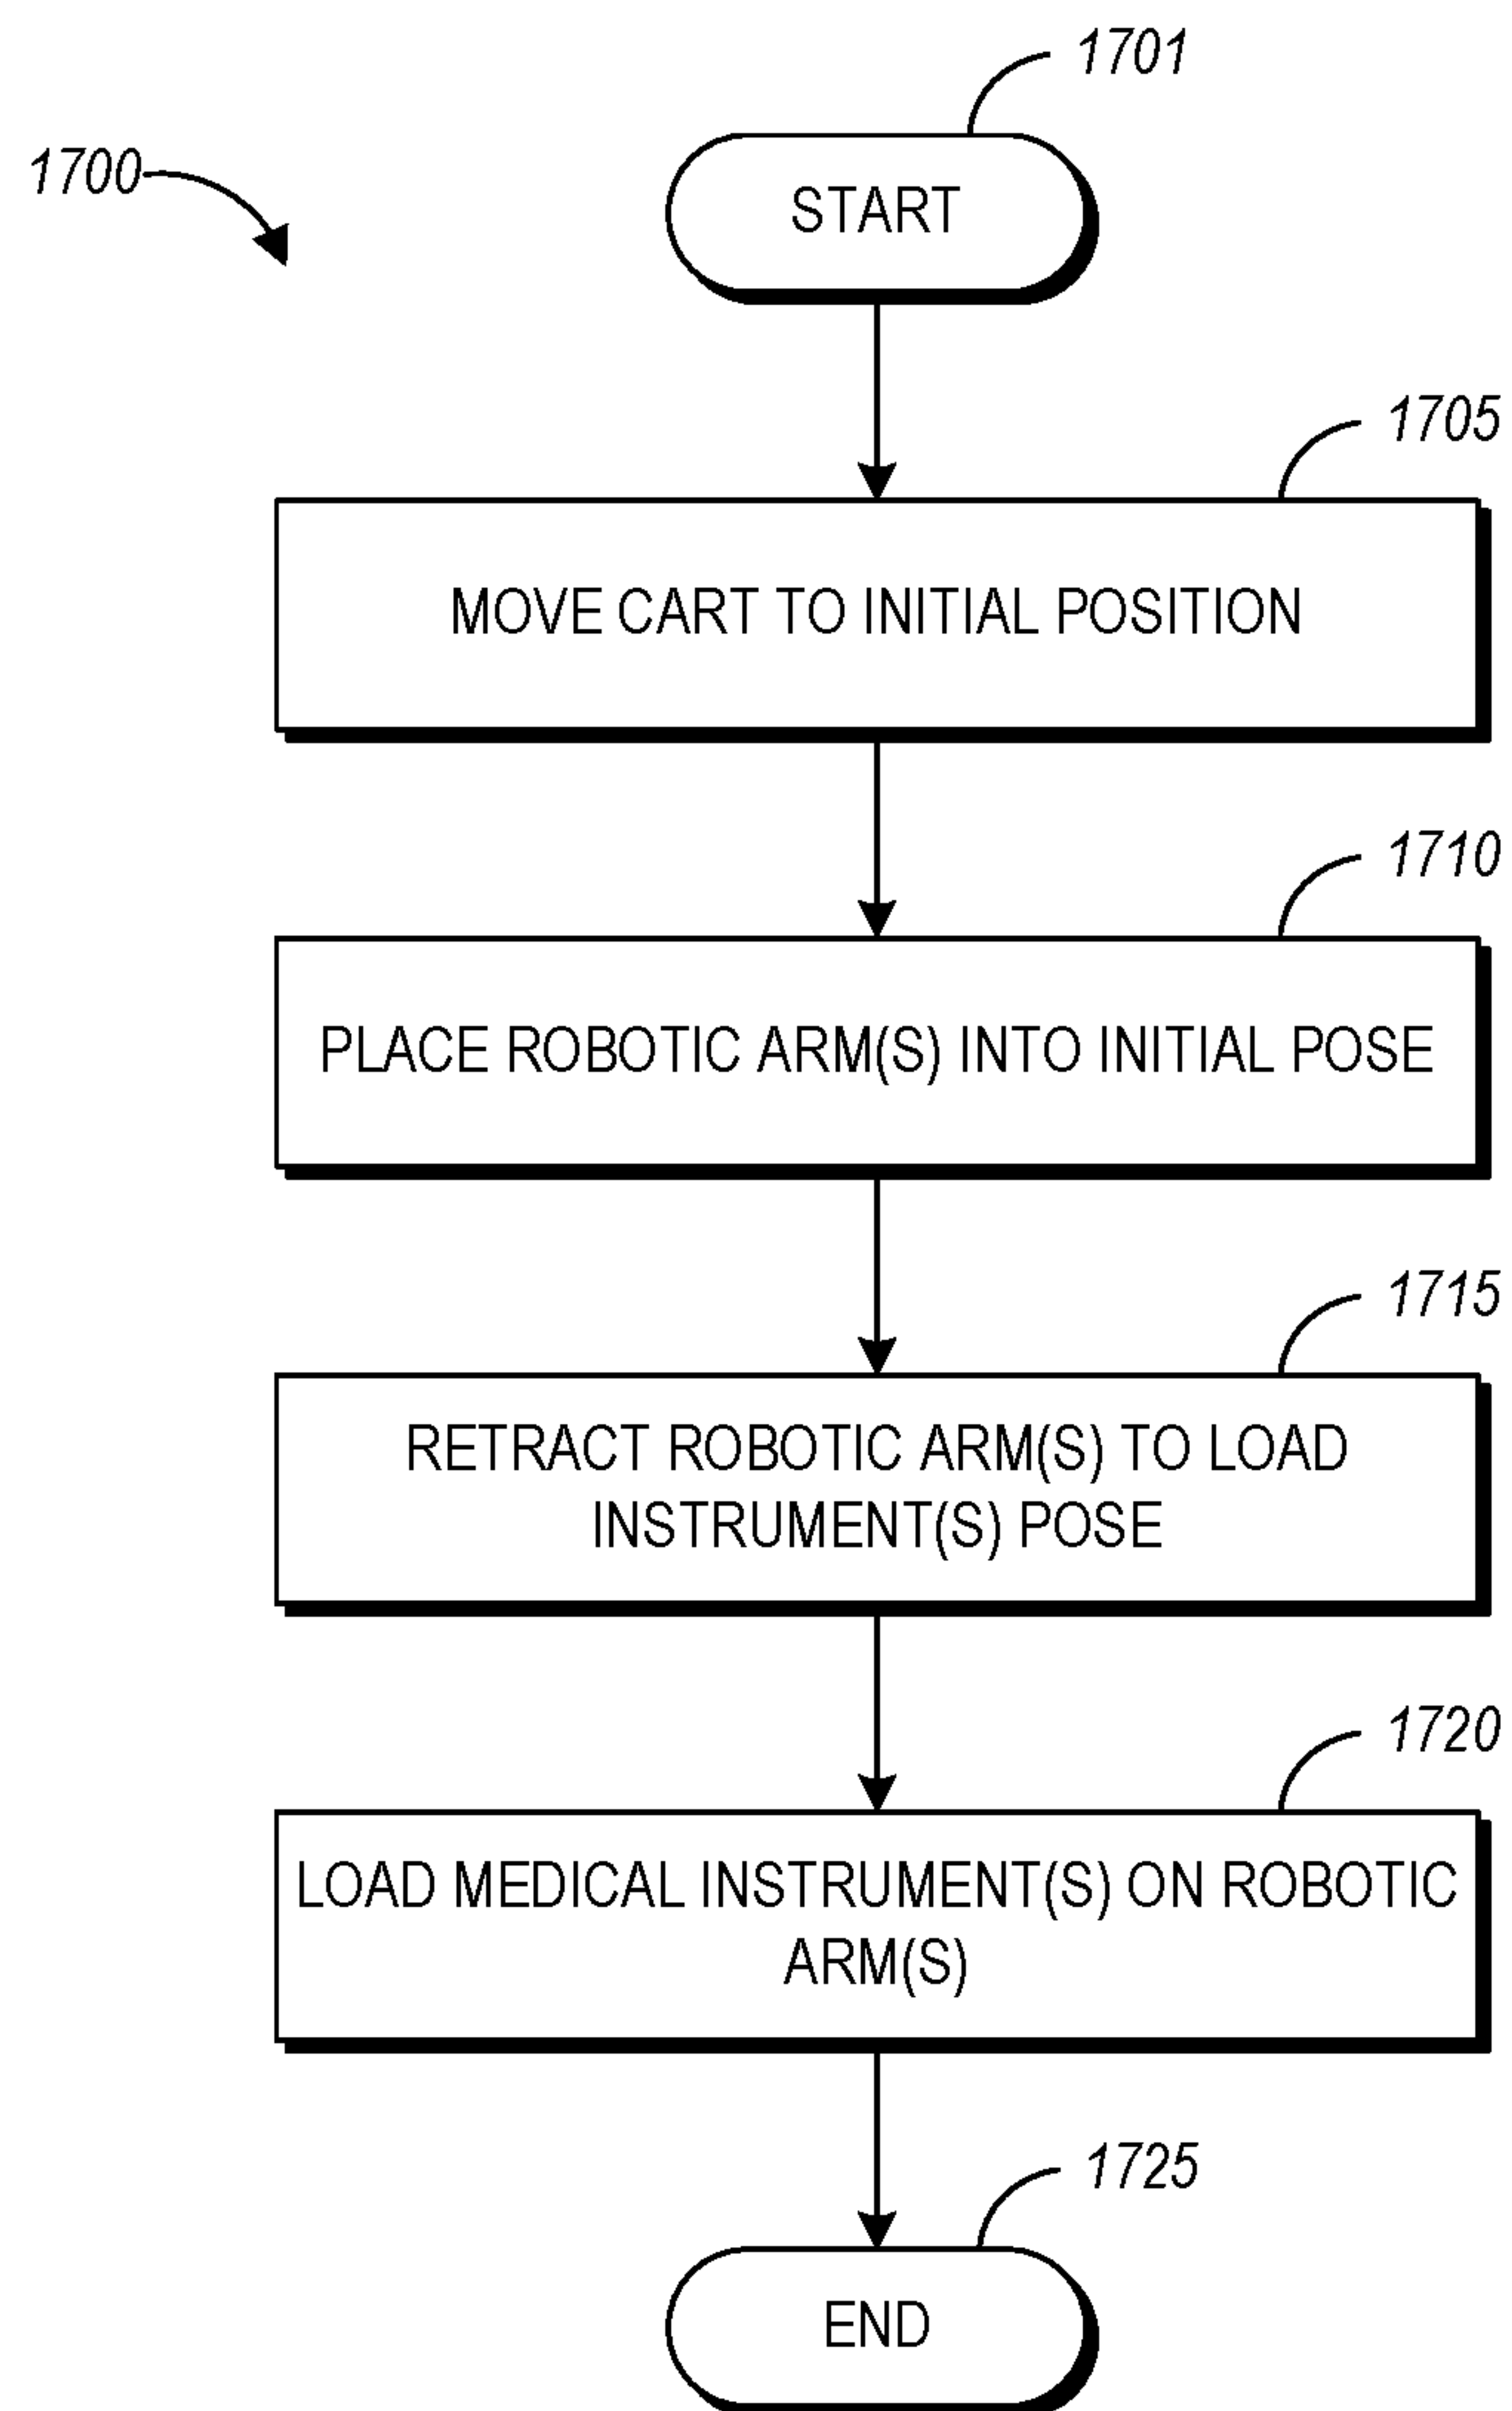 1701
1700
START
1705
MOVE CART TO INITIAL POSITION
1710
PLACE ROBOTIC ARM(S) INTO INITIAL POSE
1715
RETRACT ROBOTIC ARM(S) TO LOAD
INSTRUMENT(S) POSE
1720
LOAD MEDICAL INSTRUMENT(S) ON ROBOTIC
ARM(S)
1725
END